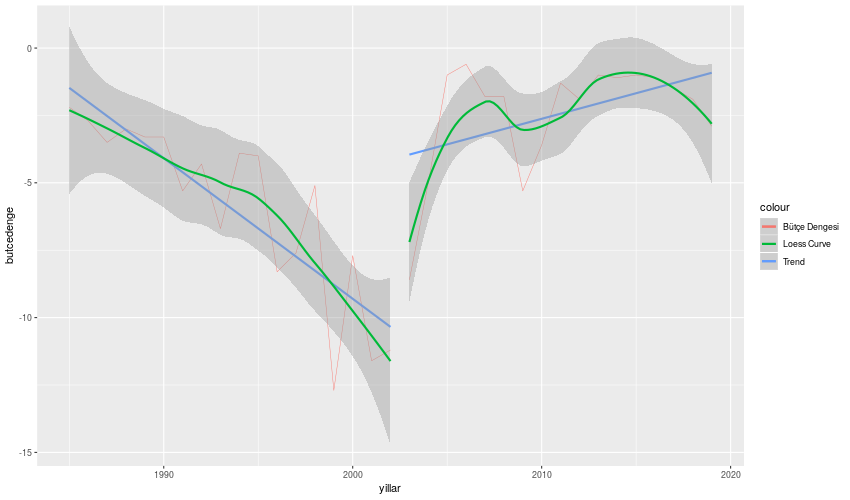 0
-5
-10
-15
butcedenge
1990
2000
2010
2020
yillar
colour
Bütçe Dengesi
Loess Curve
Trend